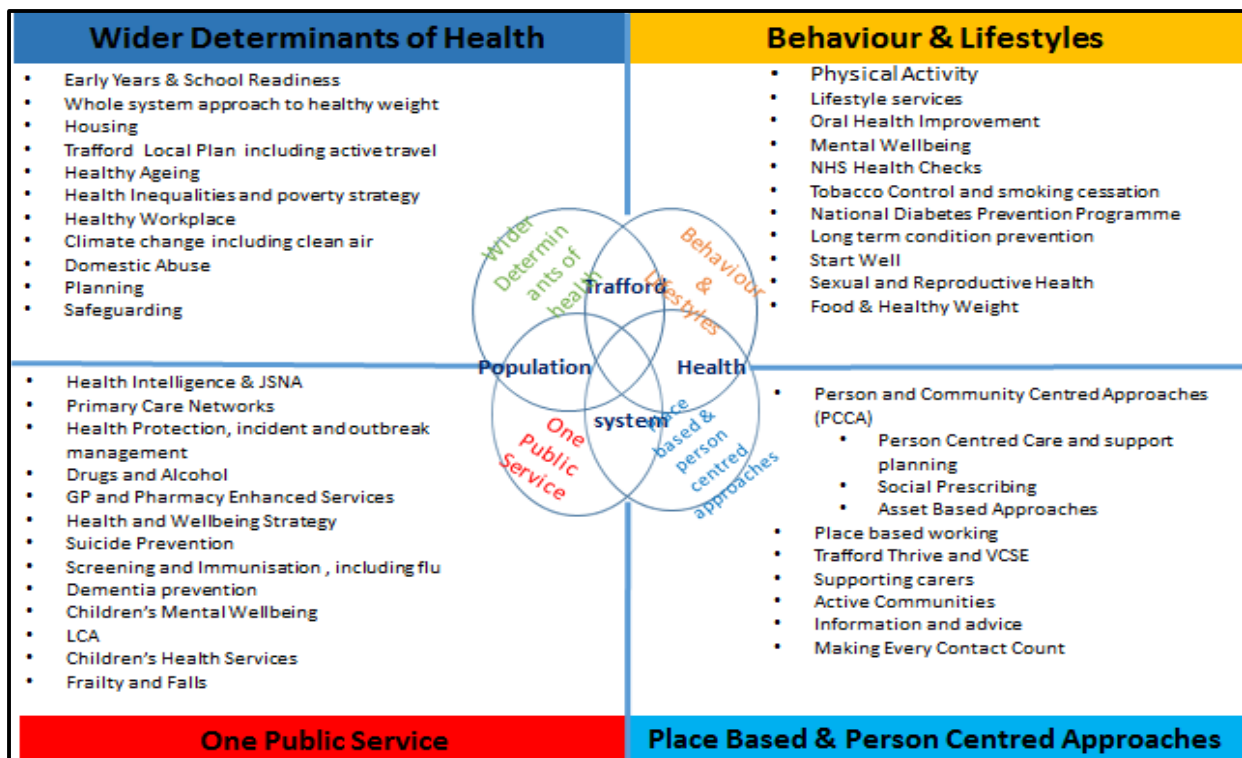 Wider Determinants of Health
• Early Years & School Readiness
• Whole system approach to healthy weight
• Housing
• Trafford Local Plan including active travel
• Healthy Ageing
• Health Inequalities and poverty strategy
• Healthy Workplace
• Climate change including clean air
• Domestic Abuse
• Planning
• Safeguarding
Behaviour & Lifestyles
• Physical Activity
• Lifestyle services
• Oral Health Improvement
• Mental Wellbeing
• NHS Health Checks
• Tobacco Control and smoking cessation
• National Diabetes Prevention Programme
• Long term condition prevention
• Start Well
• Sexual and Reproductive Health
• Food & Healthy Weight
Wider
Determin
ants of
health
Behaviour
&
Lifestyles
Trafford
Population
Health
system
One
Public
Service
Place
based &
person
centred
approaches
• Health Intelligence & JSNA
• Primary Care Networks
• Health Protection, incident and outbreak
management
• Drugs and Alcohol
• GP and Pharmacy Enhanced Services
• Health and Wellbeing Strategy
• Suicide Prevention
• Screening and Immunisation , including flu
• Dementia prevention
• Children's Mental Wellbeing
• LCA
• Children's Health Services
• Frailty and Falls
One Public Service
• Person and Community Centred Approaches
(PCCA)
• Person Centred Care and support
planning
• Social Prescribing
• Asset Based Approaches
• Place based working
• Trafford Thrive and VCSE
• Supporting carers
• Active Communities
• Information and advice
• Making Every Contact Count
Place Based & Person Centred Approaches